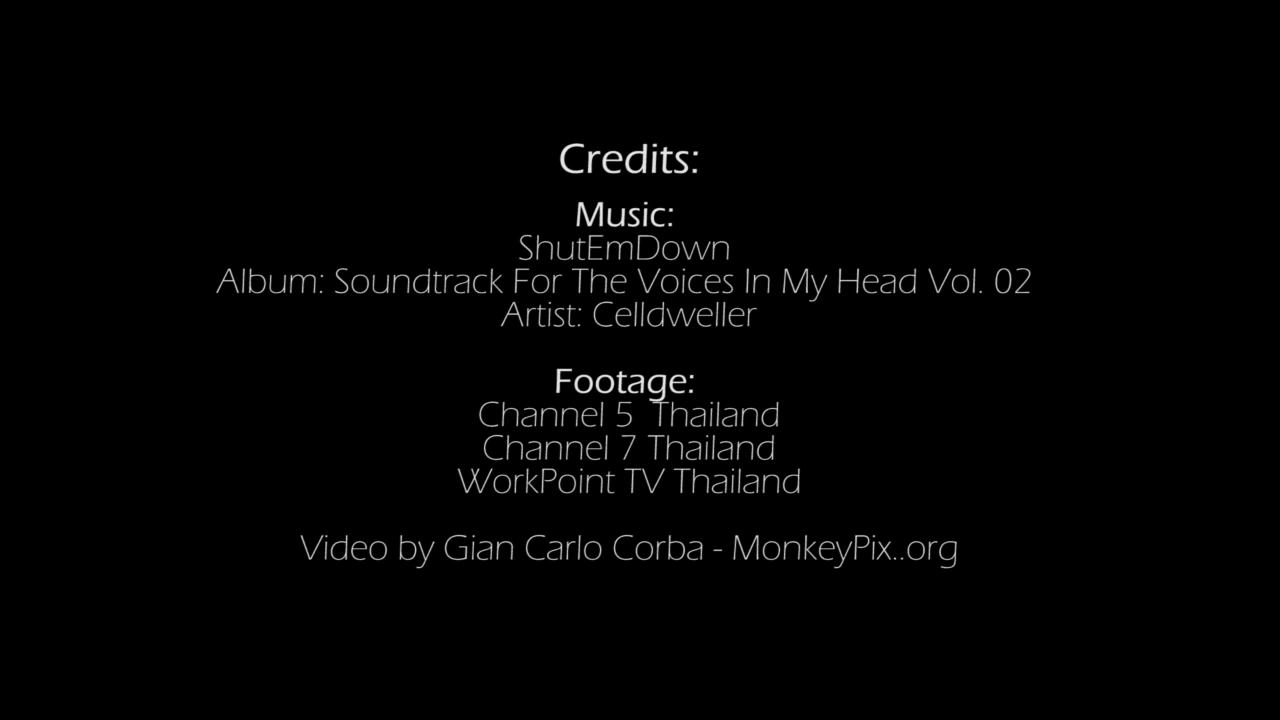 Credits:
Music:
ShutEmDown
Album: Soundtrack For The Voices In My Head Vol. 02
Artist: Celldweller
Footage:
Channel 5  Thailand
Channel 7 Thailand
WorkPoint TV Thailand
Video by Gian Carlo Corba - MonkeyPix..org